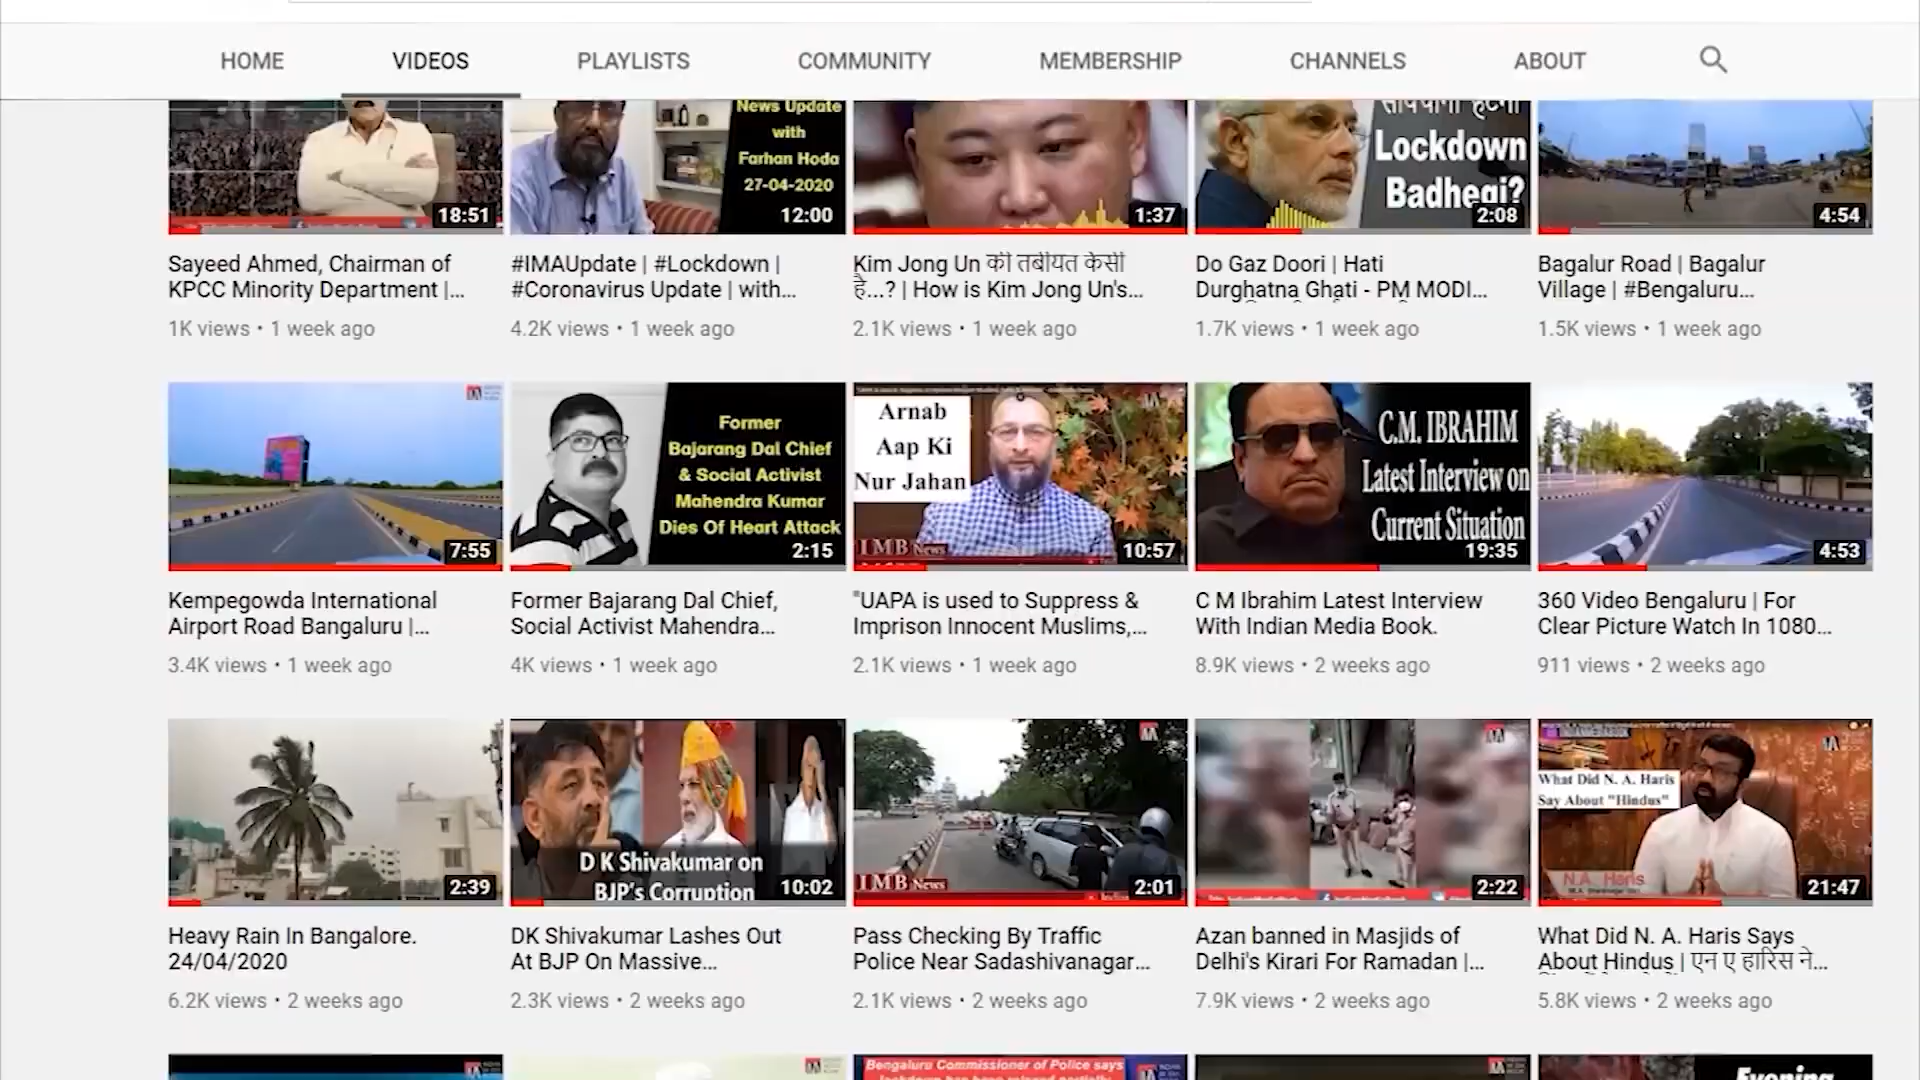 HOME VIDEOS PLAYLISTS COMMUNITY MEMBERSHIP CHANNELS ABOUT
18:51
News Update
with
Farhan Hoda
27-04-2020
12:00
1:37
Lockdown
Badhegi?
2:08
4:54
Sayeed Ahmed, Chairman of
KPCC Minority Department |...
1K views • 1 week ago
#IMAUpdate | #Lockdown |
#Coronavirus Update | with...
4.2K views • 1 week ago
Kim Jong Un की तबीयत कैसी
है...? | How is Kim Jong Un's...
2.1K views • 1 week ago
Do Gaz Doori | Hati
Durghatna Ghati - PM MODI...
1.7K views • 1 week ago
Bagalur Road | Bagalur
Village | #Bengaluru...
1.5K views • 1 week ago
7:55
Former
Bajarang Dal Chief
& Social Activist
Mahendra Kumar
Dies Of Heart Attack
2:15
Arnab
Aap Ki
Nur Jahan
IMB News
10:57
C.M. IBRAHIM
Latest Interview on
Current Situation
19:35
4:53
Kempegowda International
Airport Road Bangaluru |...
3.4K views • 1 week ago
Former Bajarang Dal Chief,
Social Activist Mahendra...
4K views • 1 week ago
"UAPA is used to Suppress &
Imprison Innocent Muslims,...
2.1K views • 1 week ago
C M Ibrahim Latest Interview
With Indian Media Book.
8.9K views • 2 weeks ago
360 Video Bengaluru | For
Clear Picture Watch In 1080...
911 views • 2 weeks ago
2:39
D K Shivakumar on
BJP's Corruption
10:02
IMB News
2:01
2:22
What Did N. A. Haris
Say About "Hindus"
N.A. Haris
21:47
Heavy Rain In Bangalore.
24/04/2020
6.2K views • 2 weeks ago
DK Shivakumar Lashes Out
At BJP On Massive...
2.3K views • 2 weeks ago
Pass Checking By Traffic
Police Near Sadashivanagar...
2.1K views • 2 weeks ago
Azan banned in Masjids of
Delhi's Kirari For Ramadan |...
7.9K views • 2 weeks ago
What Did N. A. Haris Says
About Hindus | एन ए हारिस ने...
5.8K views • 2 weeks ago
Bengaluru Commissioner of Police says
Evening